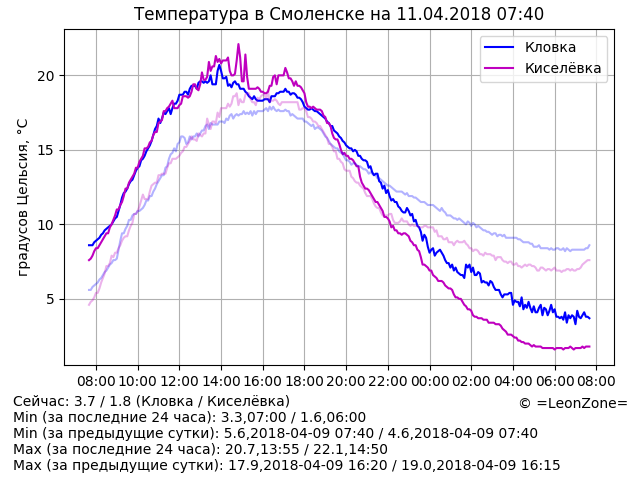 Температура в Смоленске на 11.04.2018 07:40
Кловка
Киселёвка
градусов Цельсия, °C
20
15
10
5
08:00 10:00 12:00 14:00 16:00 18:00 20:00 22:00 00:00 02:00 04:00 06:00 08:00
Сейчас: 3.7 / 1.8 (Кловка / Киселёвка)
© =LeonZone=
Min (за последние 24 часа): 3.3,07:00 / 1.6,06:00
Min (за предыдущие сутки): 5.6,2018-04-09 07:40 / 4.6,2018-04-09 07:40
Max (за последние 24 часа): 20.7,13:55 / 22.1,14:50
Max (за предыдущие сутки): 17.9,2018-04-09 16:20 / 19.0,2018-04-09 16:15